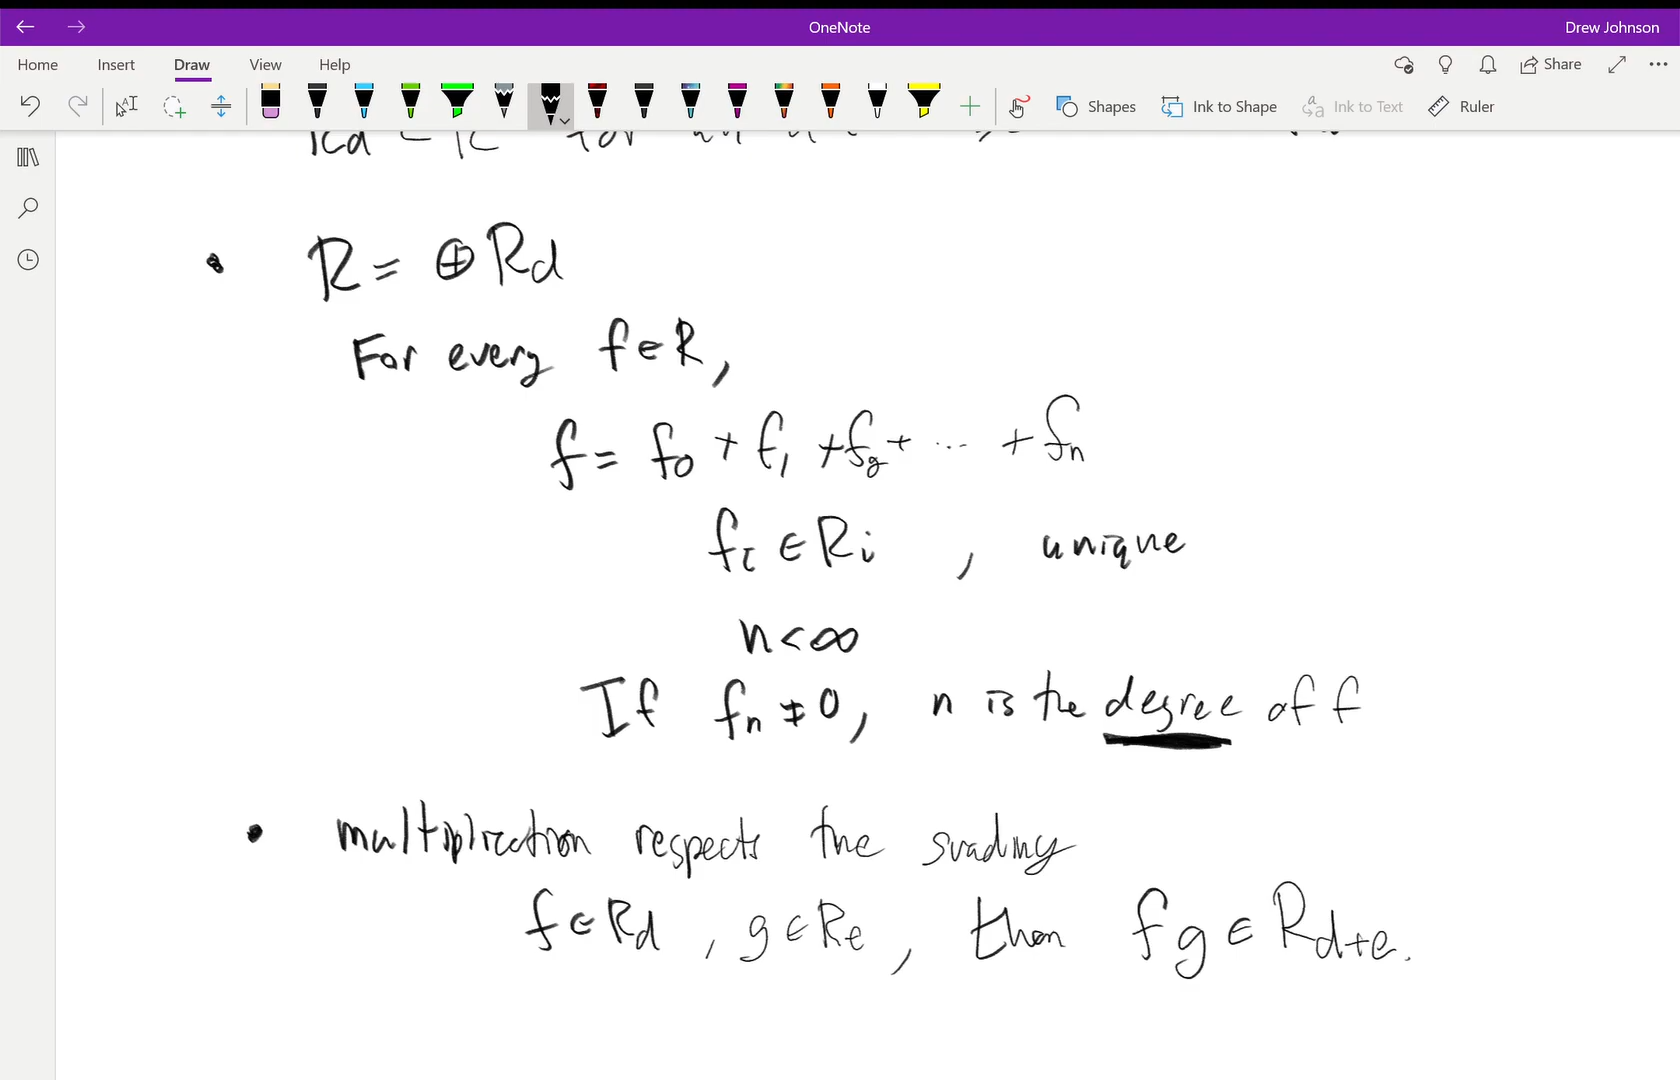 OneNote
Drew Johnson
Home Insert Draw View Help
Share
Shapes Ink to Shape Ink to Text Ruler
• R = ⊕ Rd
For every f ∈ R,
f = f₀ + f₁ + f₂ + ... + fₙ
fᵢ ∈ Rᵢ , unique
n < ∞
If fₙ ≠ 0, n is the degree of f
• multiplication respects the grading
f ∈ Rd , g ∈ Re , then fg ∈ Rd+e.